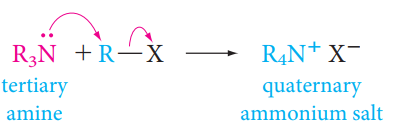 R₃N + R—X ⟶ R₄N⁺ X⁻
tertiary quaternary
amine ammonium salt